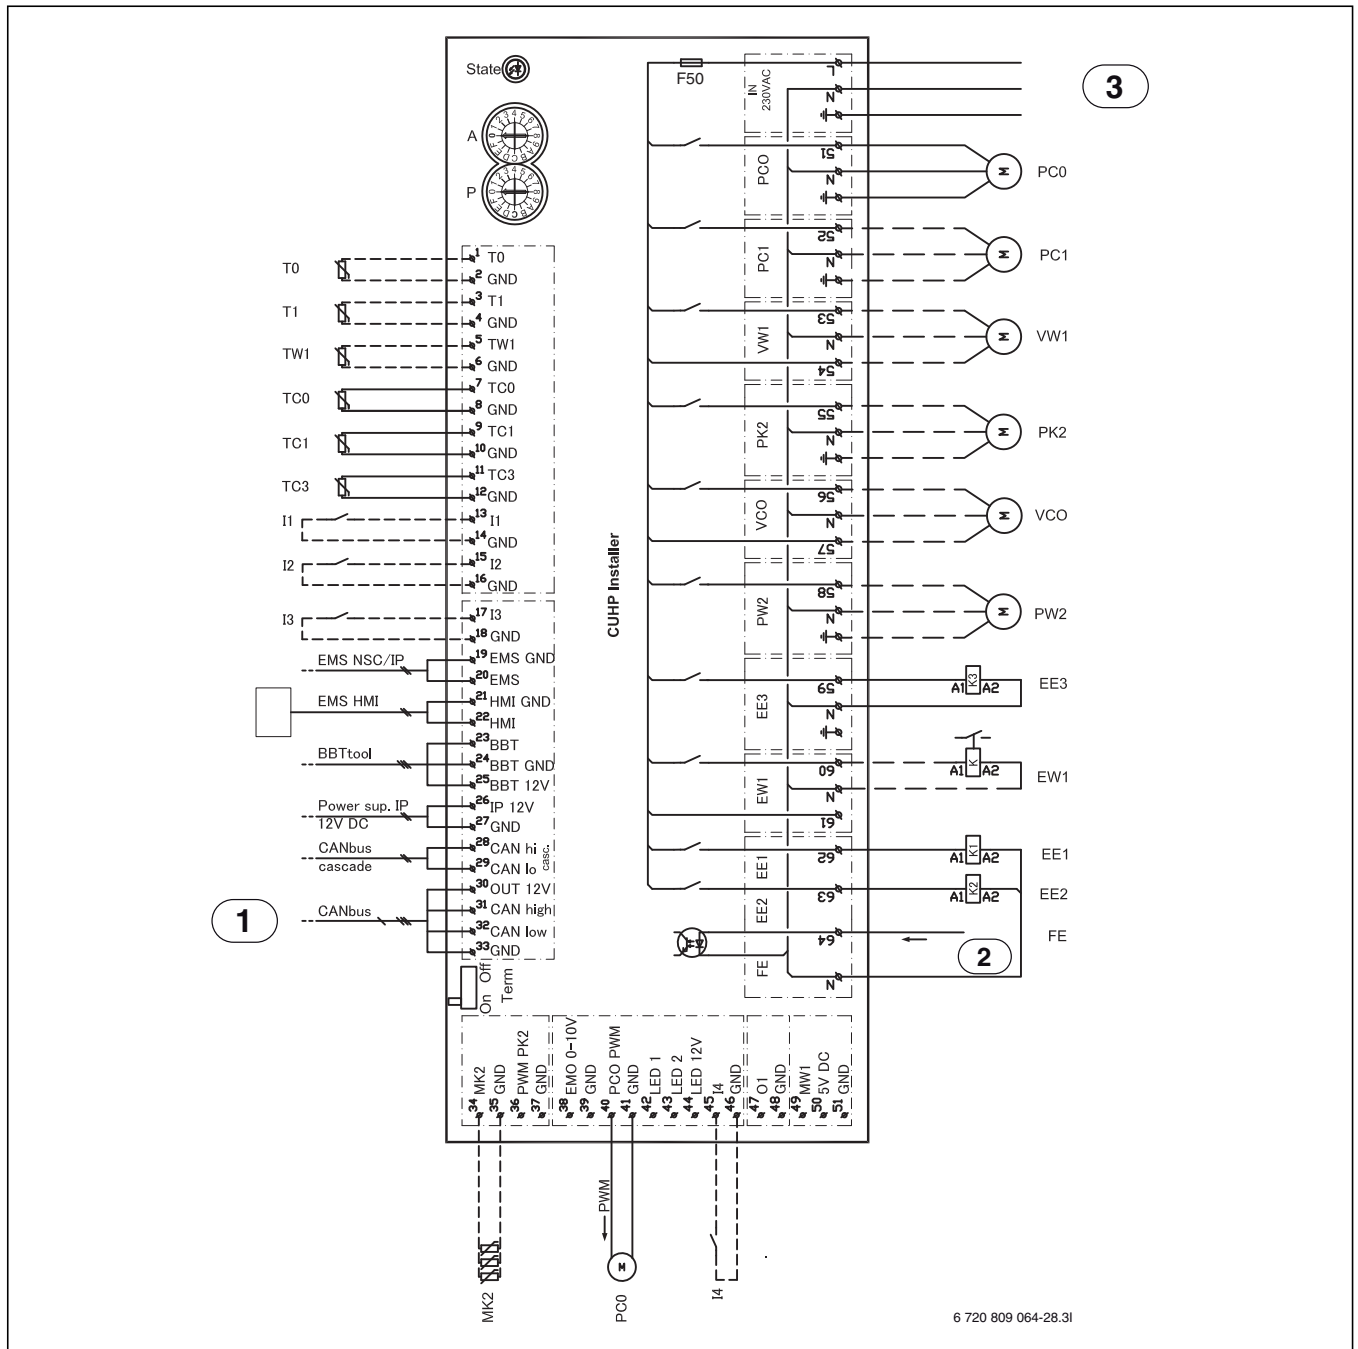 State
A
P
F50
IN
230VAC
L
N
3
PCO
51
N
PC0
PC1
52
N
PC1
VW1
53
N
54
VW1
PK2
55
N
PK2
VCO
56
N
57
VCO
PW2
58
N
PW2
EE3
59
N
A1 K3 A2
EE3
EW1
60
N
61
A1 K A2
EW1
EE1
62
A1 K1 A2
EE1
EE2
63
A1 K2 A2
EE2
FE
64
N
FE
2
CUHP Installer
T0
1 T0
2 GND
T1
3 T1
4 GND
TW1
5 TW1
6 GND
TC0
7 TC0
8 GND
TC1
9 TC1
10 GND
TC3
11 TC3
12 GND
I1
13 I1
14 GND
I2
15 I2
16 GND
I3
17 I3
18 GND
EMS NSC/IP
19 EMS GND
20 EMS
EMS HMI
21 HMI GND
22 HMI
BBTtool
23 BBT
24 BBT GND
25 BBT 12V
Power sup. IP
12V DC
26 IP 12V
27 GND
CANbus
cascade
28 CAN hi
29 CAN lo
casc.
1
CANbus
30 OUT 12V
31 CAN high
32 CAN low
33 GND
On Off
Term
34 MK2
35 GND
36 PWM PK2
37 GND
38 EMO 0-10V
39 GND
40 PCO PWM
41 GND
42 LED 1
43 LED 2
44 LED 12V
45 I4
46 GND
47 O1
48 GND
49 MW1
50 5V DC
51 GND
PWM
MK2
PC0
I4
6 720 809 064-28.3I